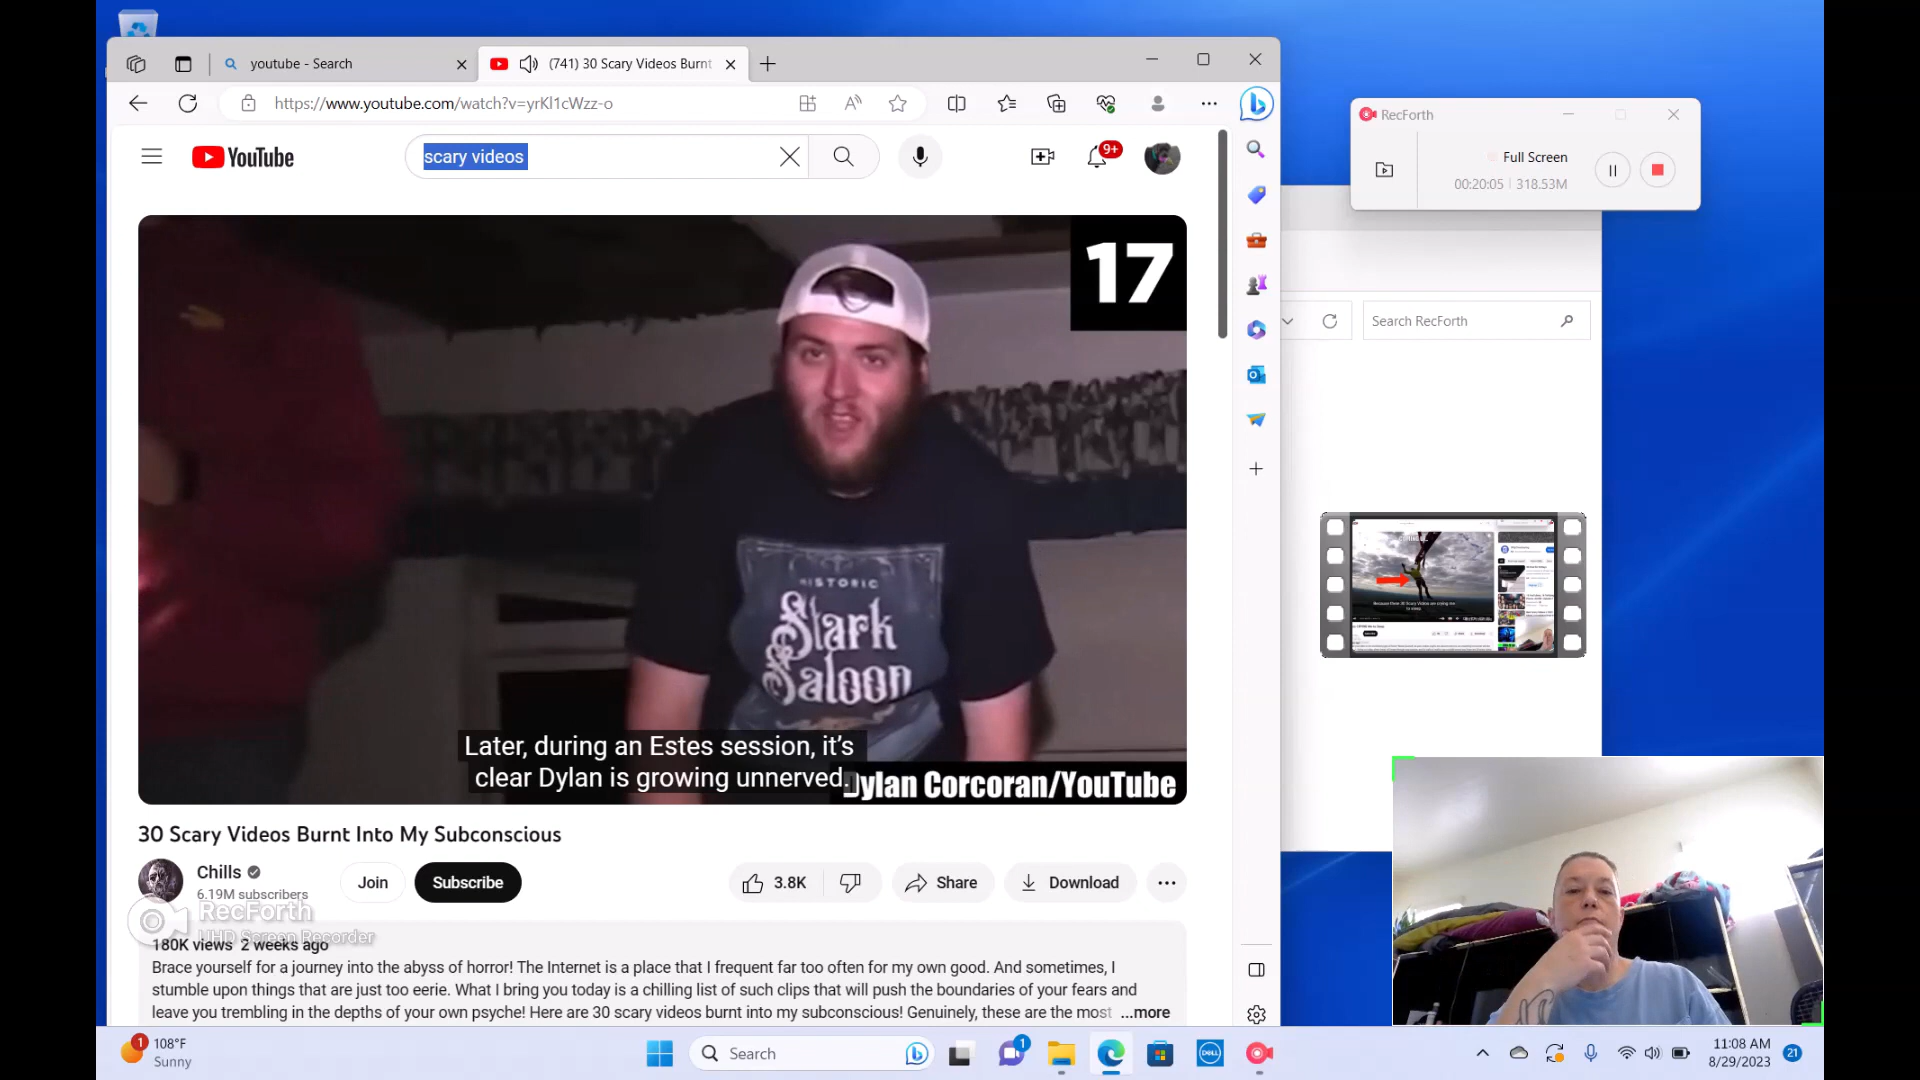 youtube - Search
(741) 30 Scary Videos Burnt
https://www.youtube.com/watch?v=yrKl1cWzz-o
RecForth
Full Screen
00:20:05 | 318.53M
YouTube
scary videos
9+
17
Search RecForth
HISTORIC
Stark
Saloon
Later, during an Estes session, it's
clear Dylan is growing unnerved.
Dylan Corcoran/YouTube
30 Scary Videos Burnt Into My Subconscious
Chills
6.19M subscribers
Join
Subscribe
3.8K
Share
Download
RecForth
UHD Screen Recorder
180K views 2 weeks ago
Brace yourself for a journey into the abyss of horror! The Internet is a place that I frequent far too often for my own good. And sometimes, I
stumble upon things that are just too eerie. What I bring you today is a chilling list of such clips that will push the boundaries of your fears and
leave you trembling in the depths of your own psyche! Here are 30 scary videos burnt into my subconscious! Genuinely, these are the most ...more
1
108°F
Sunny
Search
1
DELL
11:08 AM
8/29/2023
21